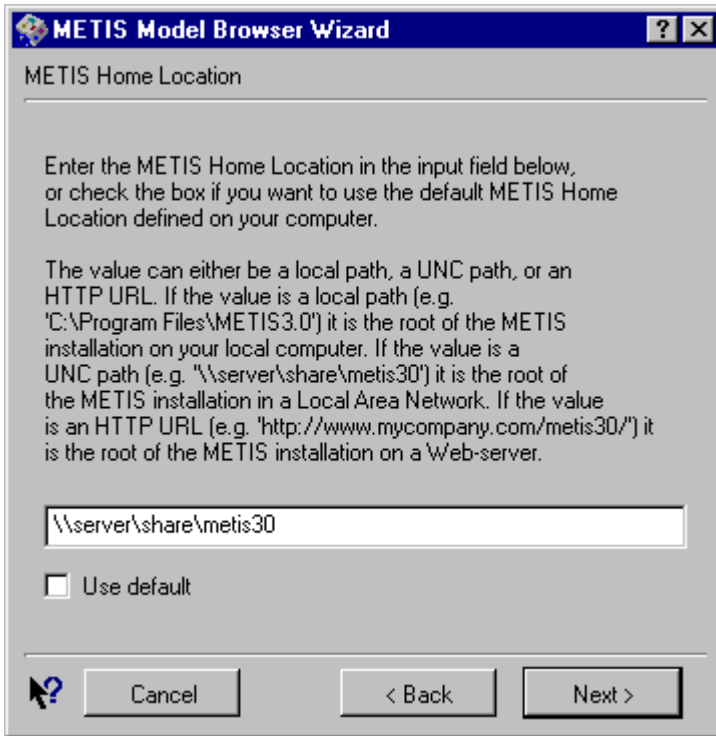 METIS Model Browser Wizard
METIS Home Location
Enter the METIS Home Location in the input field below,
or check the box if you want to use the default METIS Home
Location defined on your computer.
The value can either be a local path, a UNC path, or an
HTTP URL. If the value is a local path (e.g.
'C:\Program Files\METIS3.0') it is the root of the METIS
installation on your local computer. If the value is a
UNC path (e.g. '\\server\share\metis30') it is the root of
the METIS installation in a Local Area Network. If the value
is an HTTP URL (e.g. 'http://www.mycompany.com/metis30/') it
is the root of the METIS installation on a Web-server.
\\server\share\metis30
Use default
Cancel
< Back
Next >